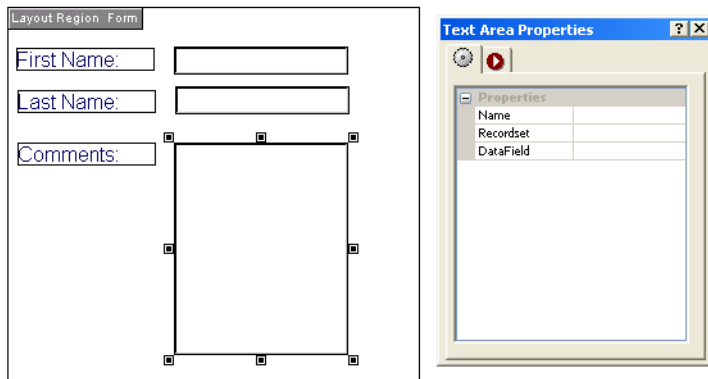 Layout Region Form
First Name:
Last Name:
Comments:
Text Area Properties
Properties
Name
Recordset
DataField